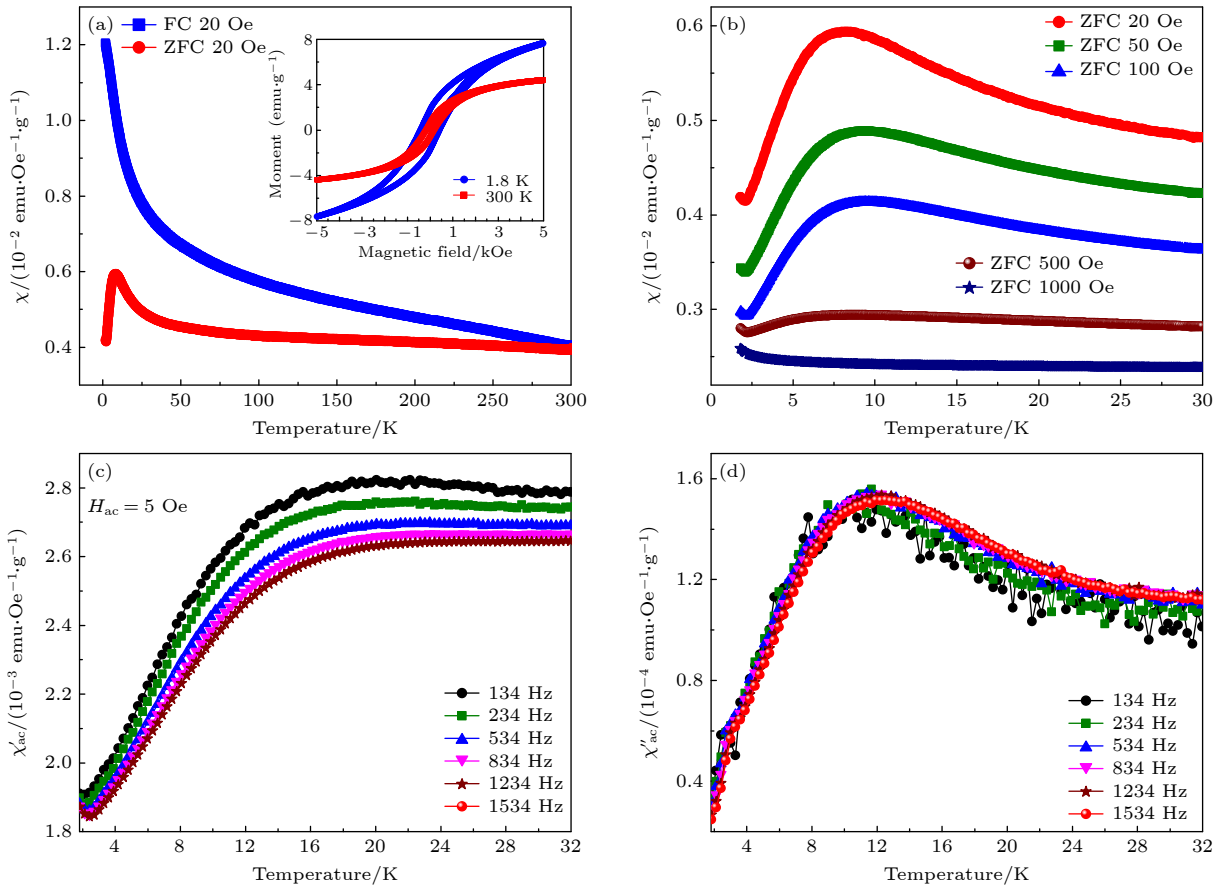 (a)
FC 20 Oe
ZFC 20 Oe
χ/(10⁻² emu·Oe⁻¹·g⁻¹)
1.2
1.0
0.8
0.6
0.4
0 50 100 150 200 250 300
Temperature/K
Moment (emu·g⁻¹)
8
4
0
−4
−8
−5 −3 −1 1 3 5
Magnetic field/kOe
1.8 K
300 K
(b)
ZFC 20 Oe
ZFC 50 Oe
ZFC 100 Oe
ZFC 500 Oe
ZFC 1000 Oe
χ/(10⁻² emu·Oe⁻¹·g⁻¹)
0.6
0.5
0.4
0.3
0 5 10 15 20 25 30
Temperature/K
(c)
H_ac = 5 Oe
χ′_ac/(10⁻³ emu·Oe⁻¹·g⁻¹)
2.8
2.6
2.4
2.2
2.0
1.8
4 8 12 16 20 24 28 32
Temperature/K
134 Hz
234 Hz
534 Hz
834 Hz
1234 Hz
1534 Hz
(d)
χ″_ac/(10⁻⁴ emu·Oe⁻¹·g⁻¹)
1.6
1.2
0.8
0.4
4 8 12 16 20 24 28 32
Temperature/K
134 Hz
234 Hz
534 Hz
834 Hz
1234 Hz
1534 Hz